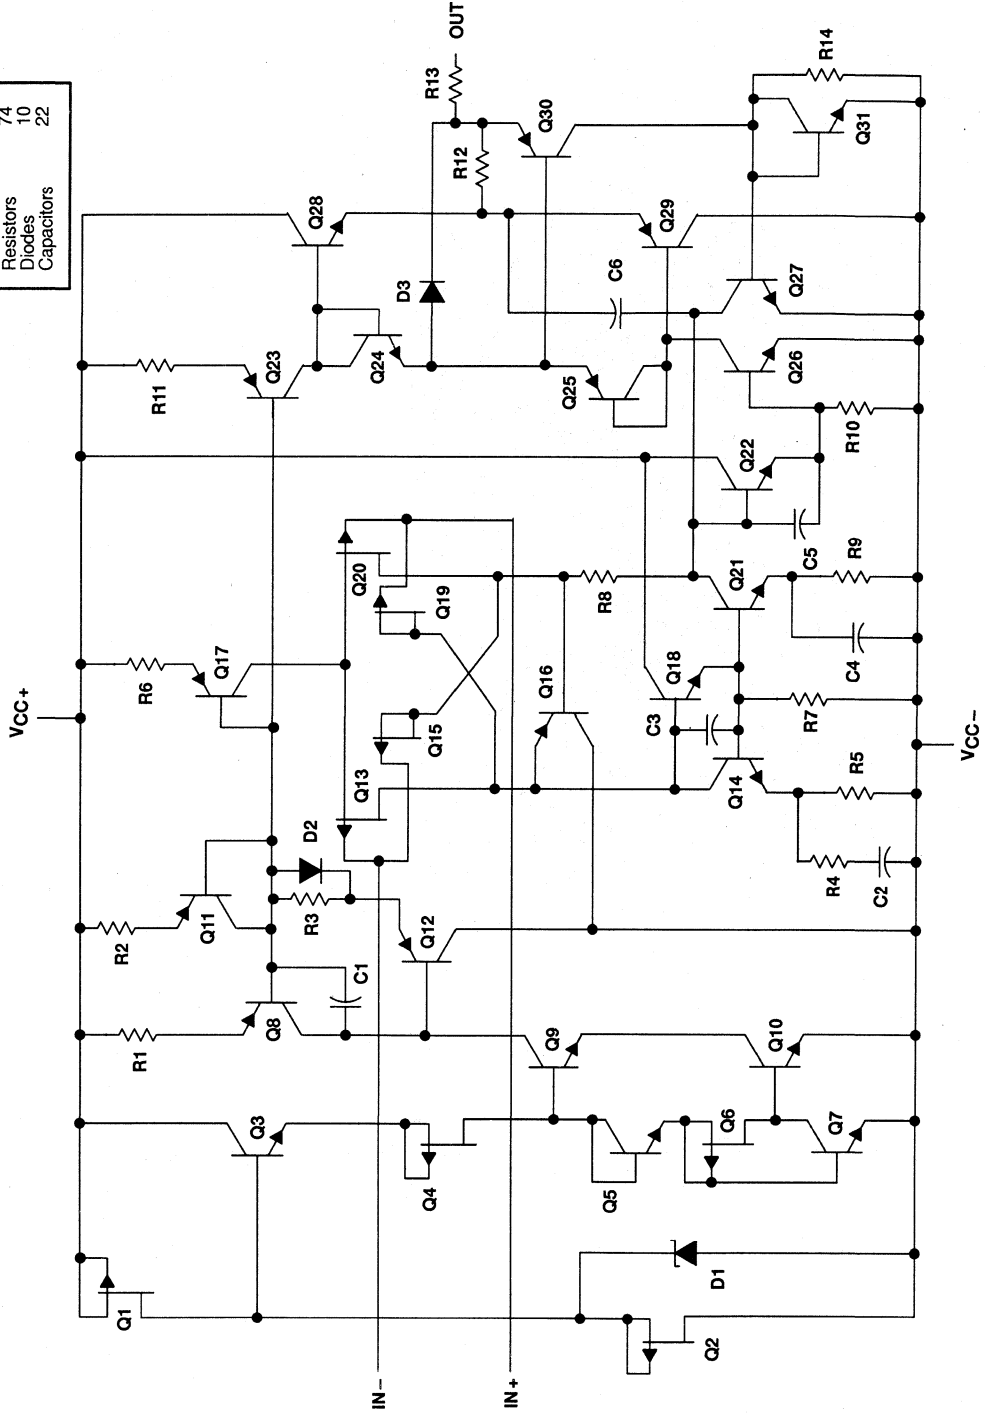 Resistors 74
Diodes 10
Capacitors 22
VCC+
R1
R2
R6
R11
Q1
Q3
Q8
Q11
Q17
Q23
Q28
C1
R3
D2
Q24
D3
R13
OUT
R12
Q4
Q12
Q13
Q15
Q20
Q19
Q25
Q30
Q9
Q16
R8
C6
Q29
Q5
Q6
Q10
Q14
C3
Q18
Q21
Q22
Q26
Q27
Q31
R14
Q2
D1
Q7
R4
C2
R5
R7
C4
R9
C5
R10
IN−
IN+
VCC−